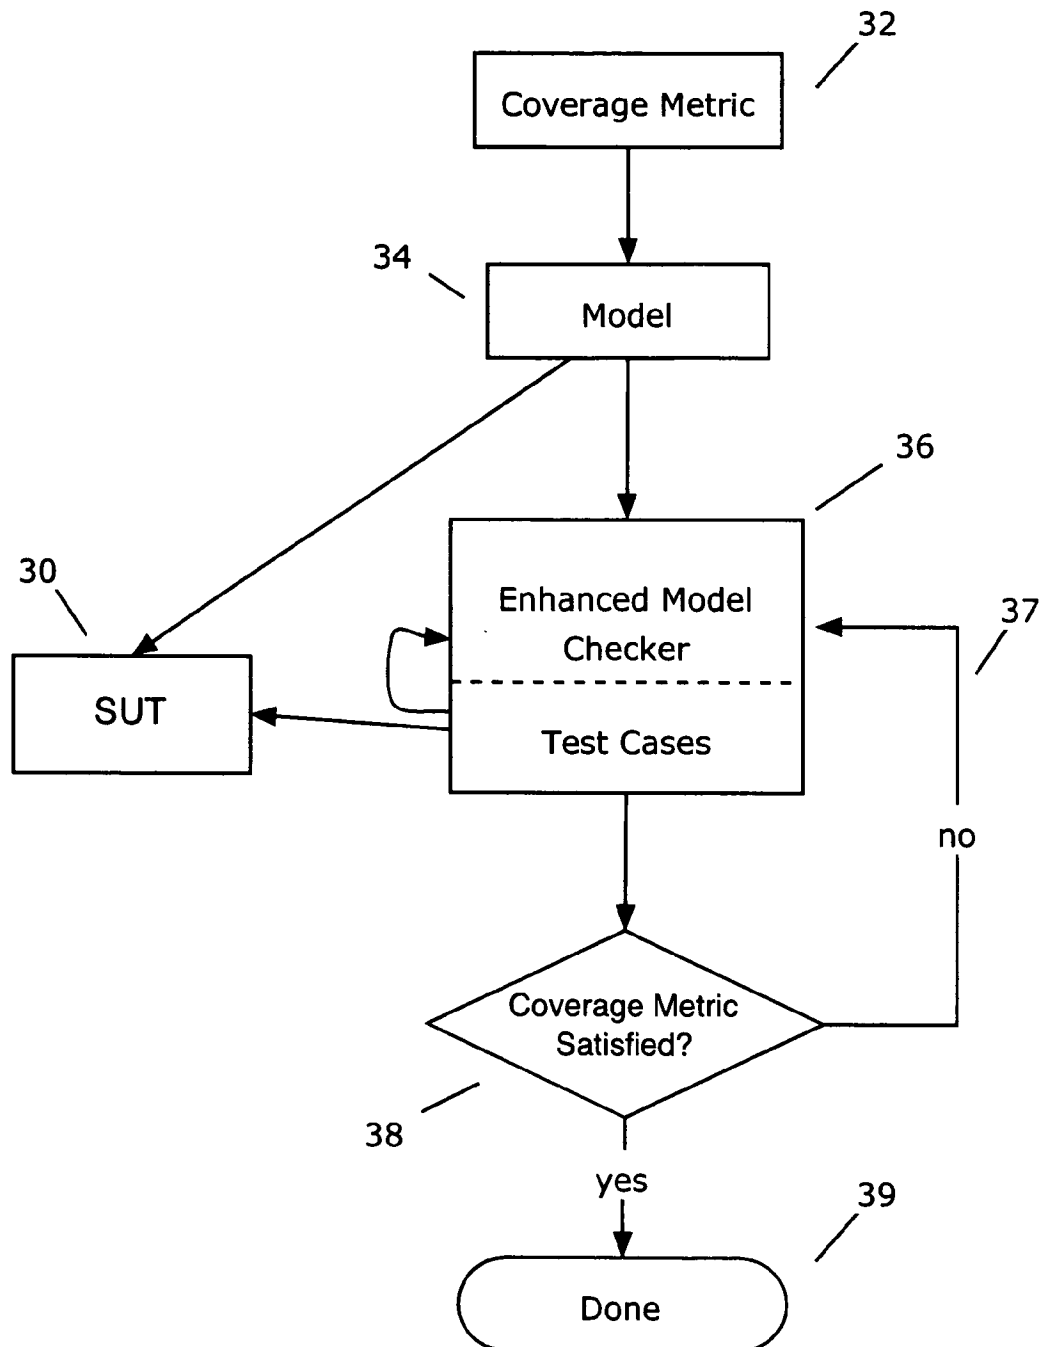 32
Coverage Metric
34
Model
36
30
Enhanced Model
Checker
37
SUT
Test Cases
no
Coverage Metric
Satisfied?
38
yes
39
Done